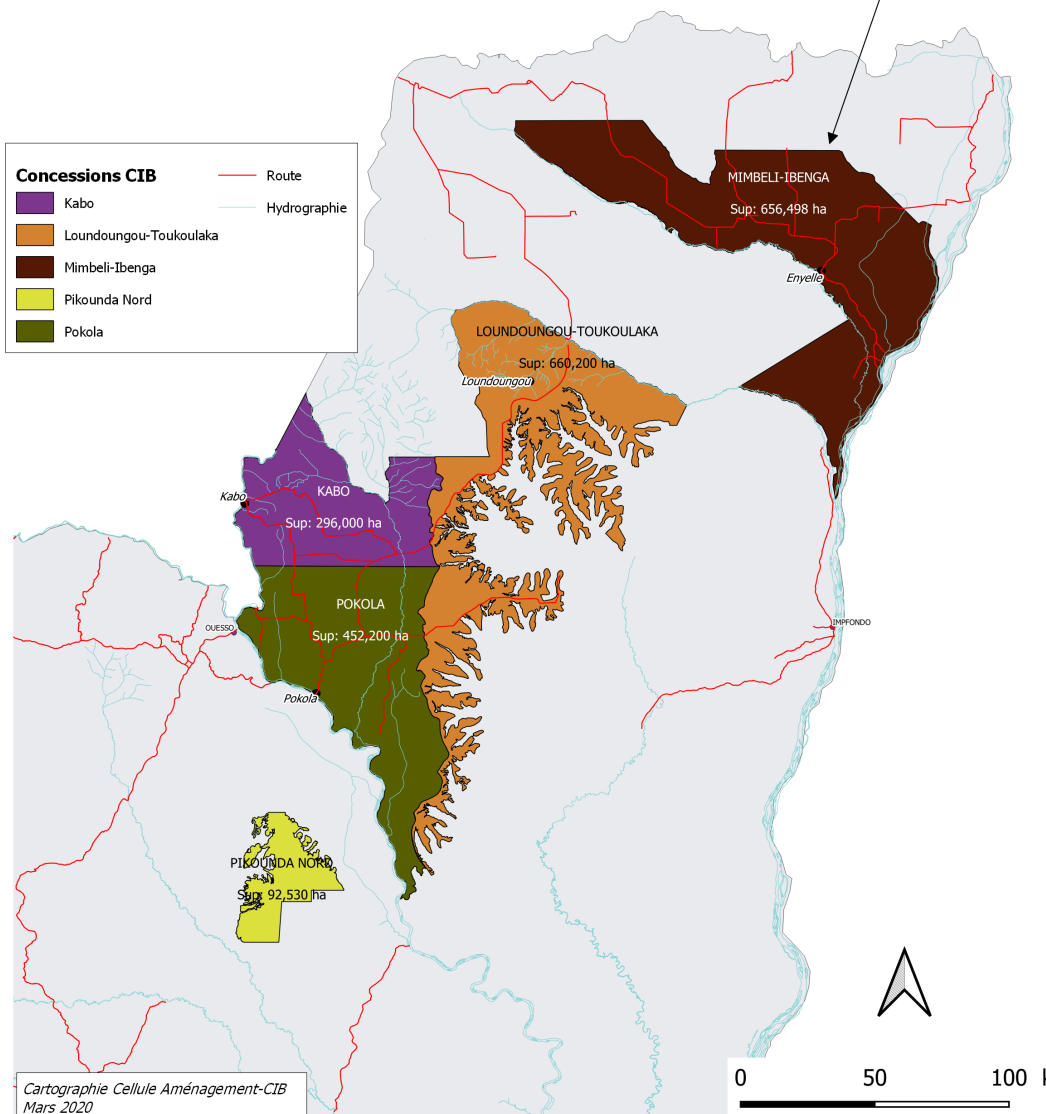 Concessions CIB
Kabo
Loundoungou-Toukoulaka
Mimbeli-Ibenga
Pikounda Nord
Pokola
Route
Hydrographie
MIMBELI-IBENGA
Sup: 656,498 ha
Enyelle
LOUNDOUNGOU-TOUKOULAKA
Sup: 660,200 ha
Loundoungou
Kabo
KABO
Sup: 296,000 ha
POKOLA
Sup: 452,200 ha
OUESSO
IMPFONDO
Pokola
PIKOUNDA NORD
Sup: 92,530 ha
Cartographie Cellule Aménagement-CIB
Mars 2020
0 50 100